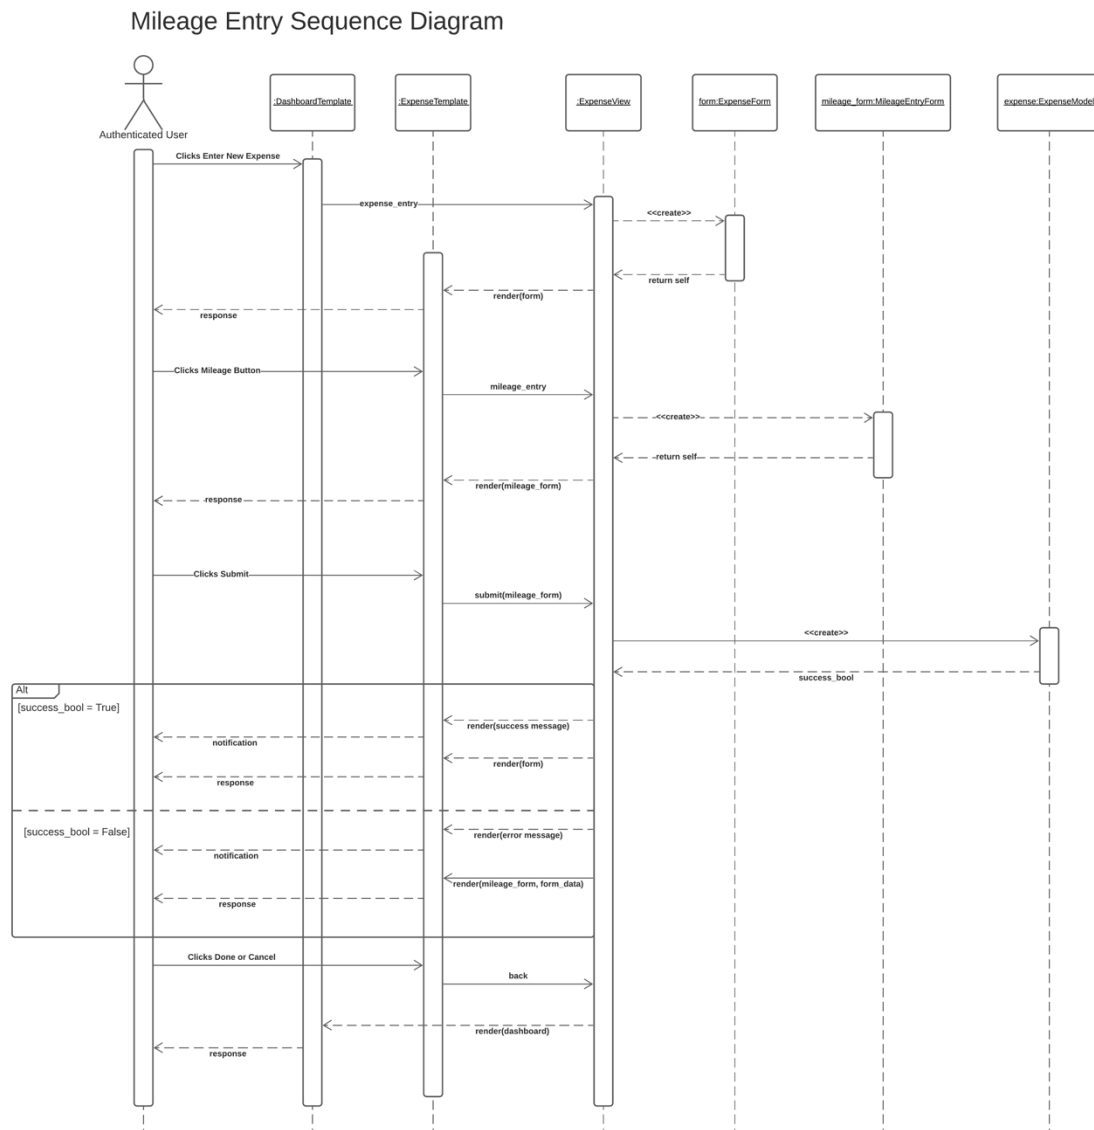 Mileage Entry Sequence Diagram
Authenticated User
:DashboardTemplate
:ExpenseTemplate
:ExpenseView
form:ExpenseForm
mileage_form:MileageEntryForm
expense:ExpenseModel
Clicks Enter New Expense
expense_entry
<<create>>
return self
render(form)
response
Clicks Mileage Button
mileage_entry
<<create>>
return self
render(mileage_form)
response
Clicks Submit
submit(mileage_form)
<<create>>
success_bool
Alt
[success_bool = True]
render(success message)
notification
render(form)
response
[success_bool = False]
render(error message)
notification
render(mileage_form, form_data)
response
Clicks Done or Cancel
back
render(dashboard)
response